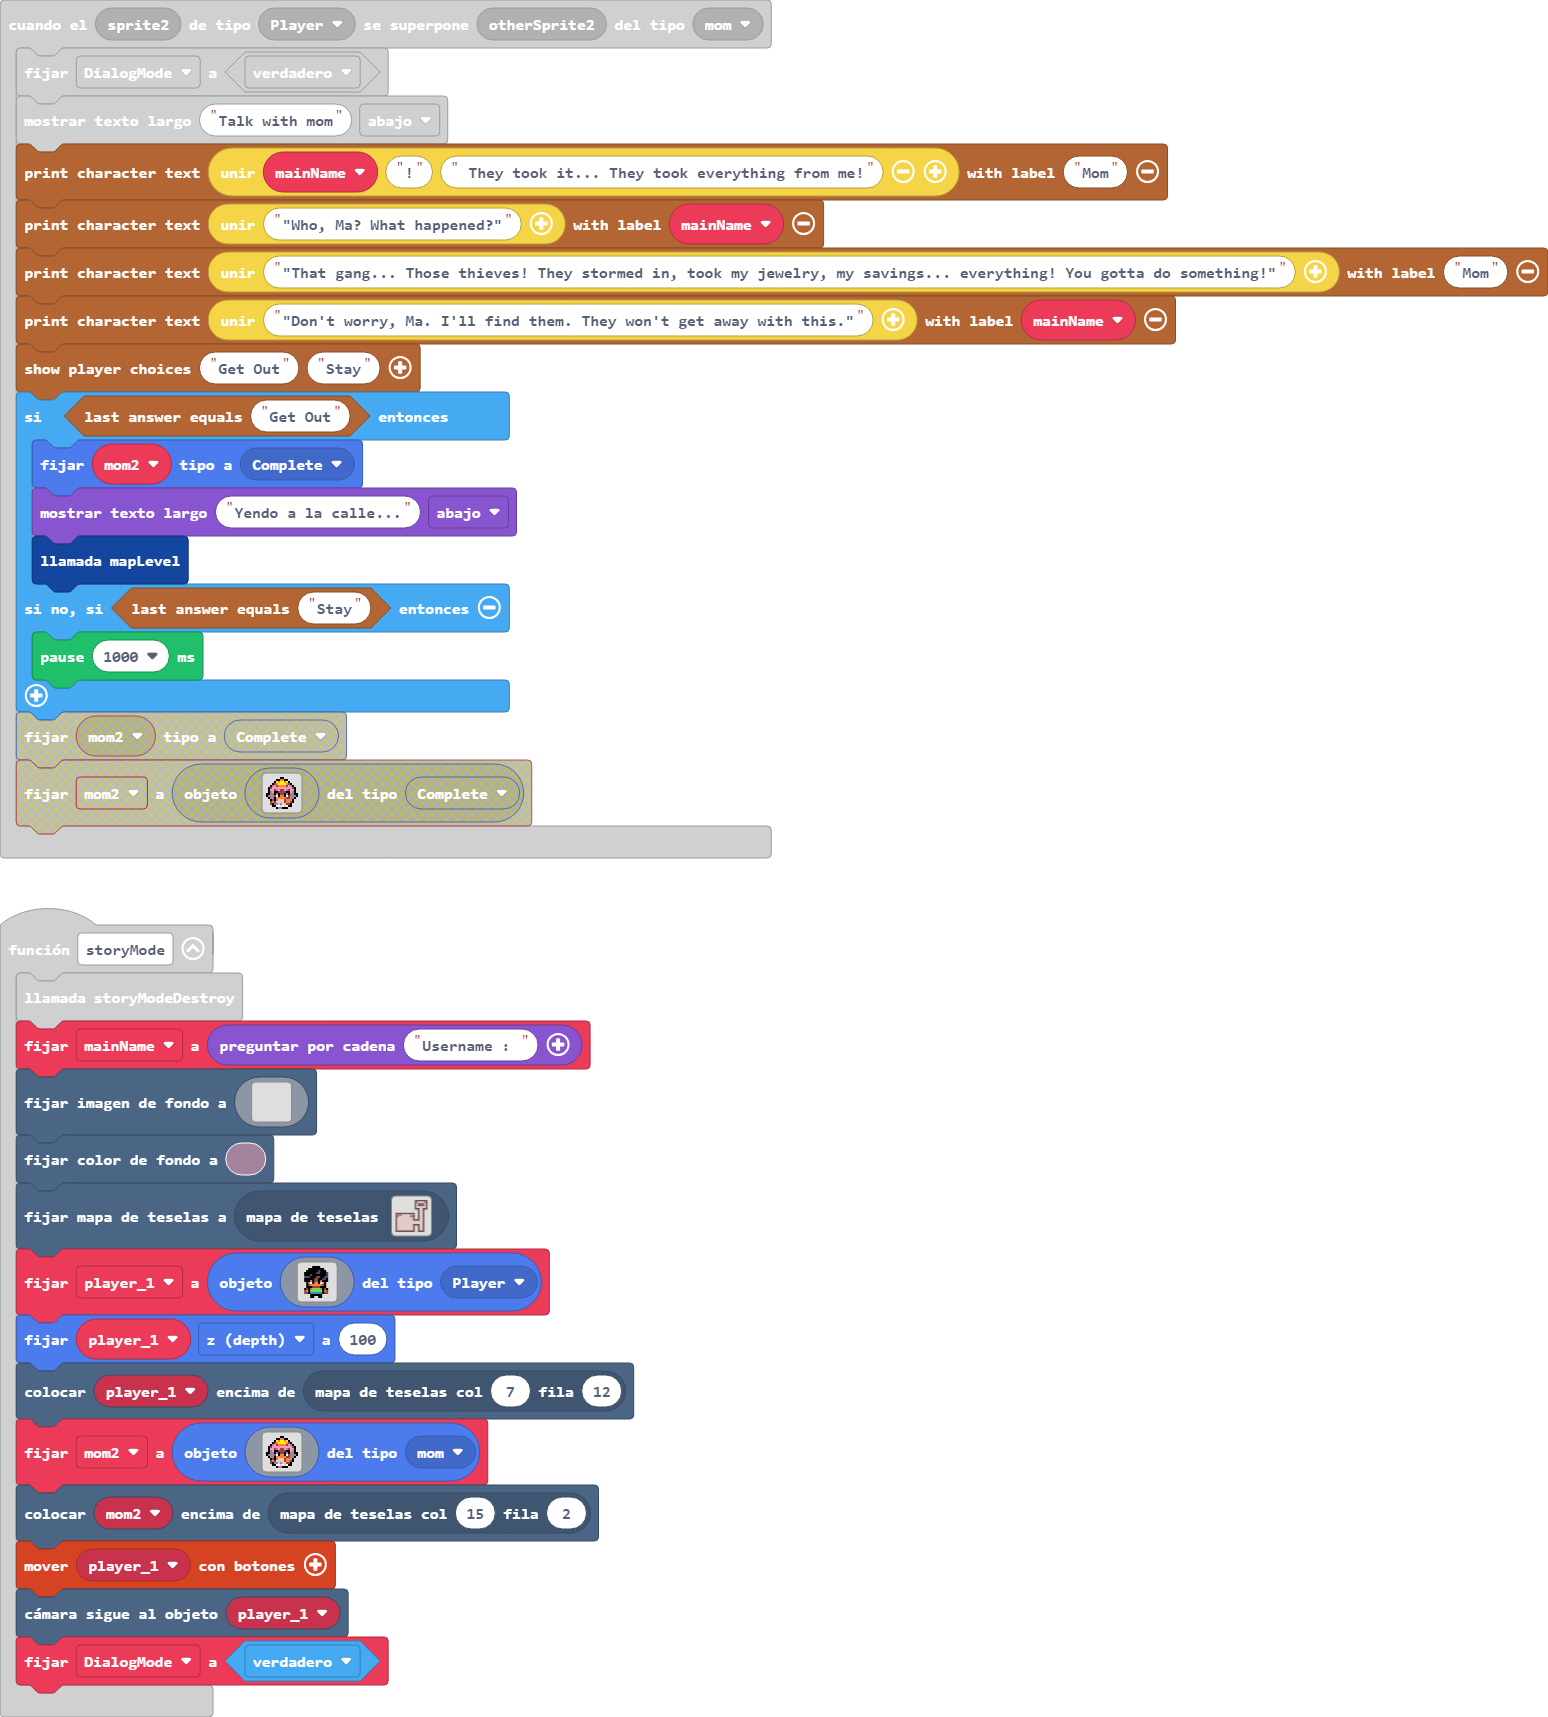 cuando el sprite2 de tipo Player se superpone otherSprite2 del tipo mom
fijar DialogMode a verdadero
mostrar texto largo "Talk with mom" abajo
print character text unir mainName "!" " They took it... They took everything from me!" with label "Mom"
print character text unir ""Who, Ma? What happened?"" with label mainName
print character text unir ""That gang... Those thieves! They stormed in, took my jewelry, my savings... everything! You gotta do something!"" with label "Mom"
print character text unir ""Don't worry, Ma. I'll find them. They won't get away with this."" with label mainName
show player choices "Get Out" "Stay"
si last answer equals "Get Out" entonces
fijar mom2 tipo a Complete
mostrar texto largo "Yendo a la calle..." abajo
llamada mapLevel
si no, si last answer equals "Stay" entonces
pause 1000 ms
fijar mom2 tipo a Complete
fijar mom2 a objeto del tipo Complete
función storyMode
llamada storyModeDestroy
fijar mainName a preguntar por cadena "Username : "
fijar imagen de fondo a
fijar color de fondo a
fijar mapa de teselas a mapa de teselas
fijar player_1 a objeto del tipo Player
fijar player_1 z (depth) a 100
colocar player_1 encima de mapa de teselas col 7 fila 12
fijar mom2 a objeto del tipo mom
colocar mom2 encima de mapa de teselas col 15 fila 2
mover player_1 con botones
cámara sigue al objeto player_1
fijar DialogMode a verdadero